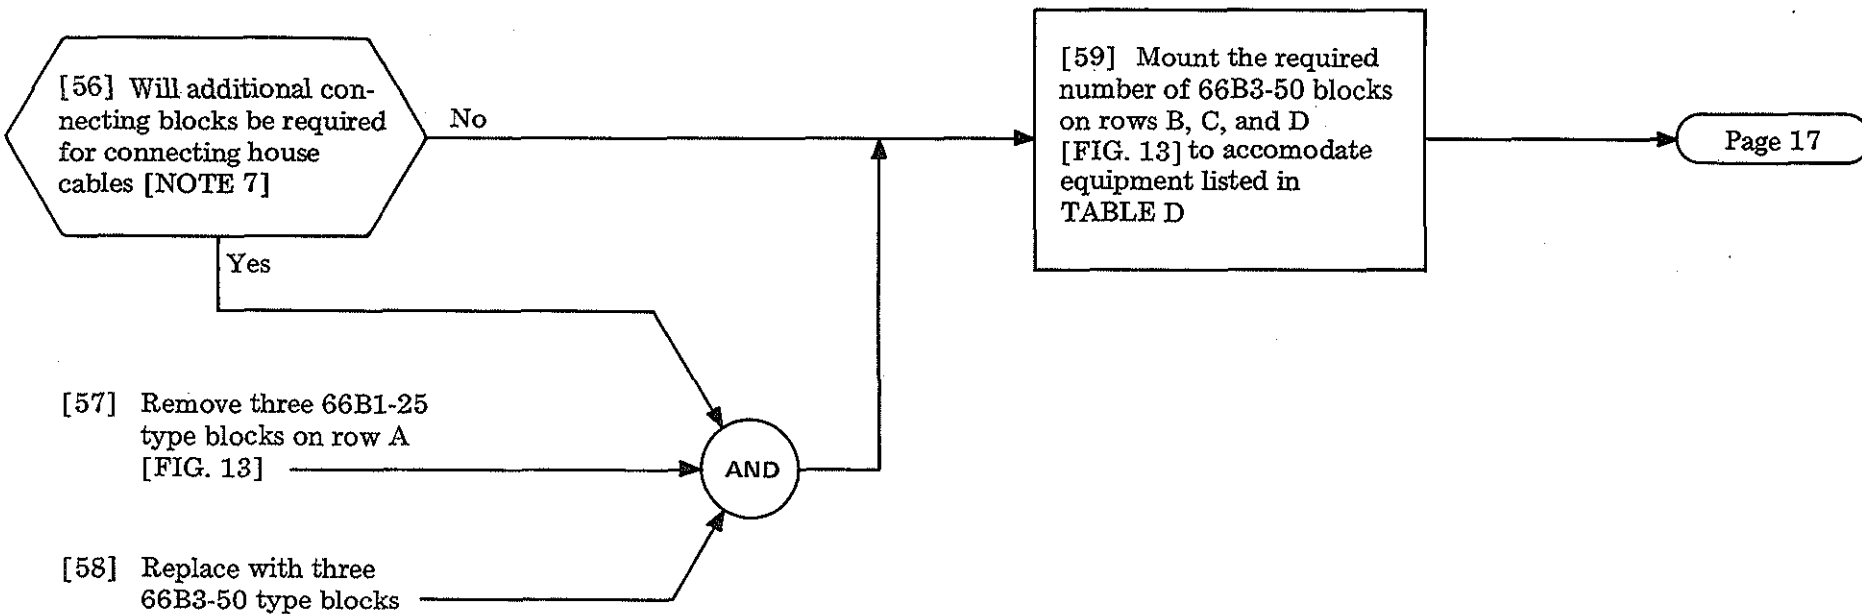 [56] Will additional con-
necting blocks be required
for connecting house
cables [NOTE 7]
No
Yes
[57] Remove three 66B1-25
type blocks on row A
[FIG. 13]
[58] Replace with three
66B3-50 type blocks
AND
[59] Mount the required
number of 66B3-50 blocks
on rows B, C, and D
[FIG. 13] to accomodate
equipment listed in
TABLE D
Page 17